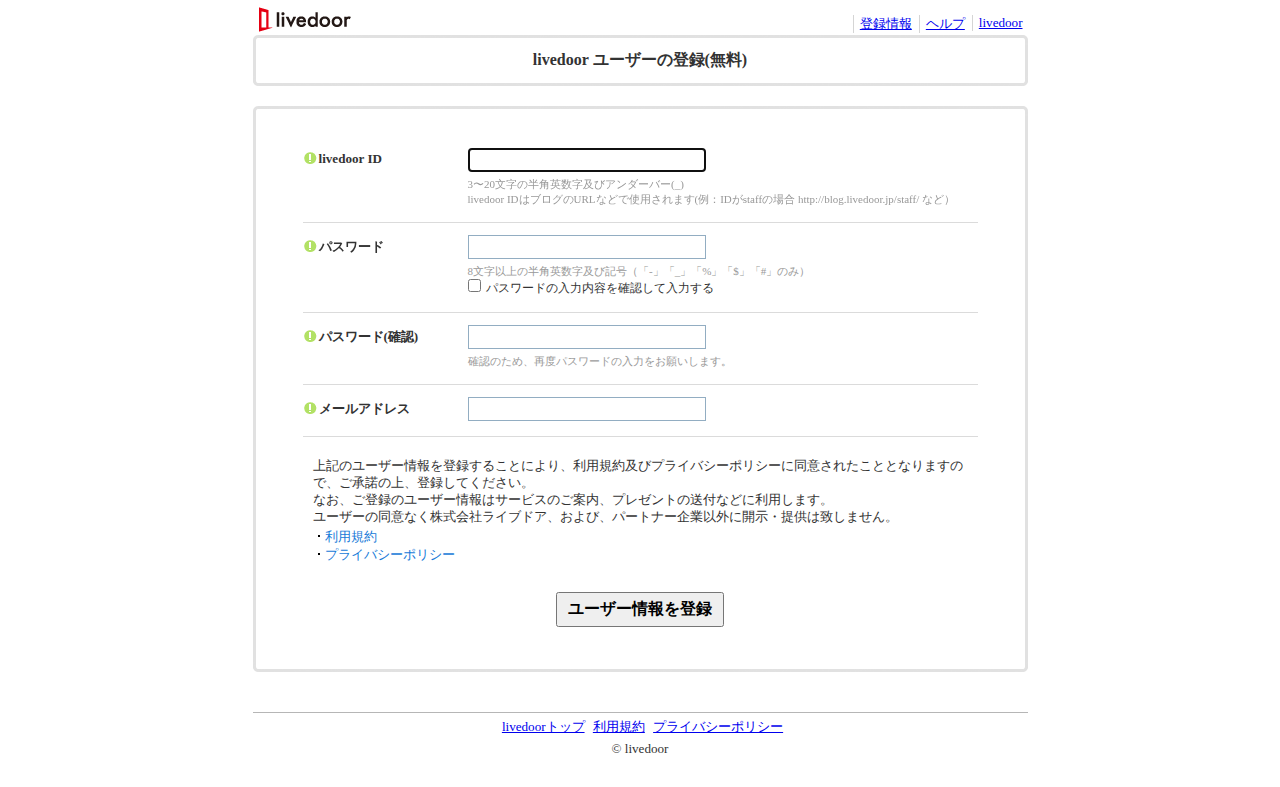 livedoor
登録情報 ヘルプ livedoor
livedoor ユーザーの登録(無料)
livedoor ID
3〜20文字の半角英数字及びアンダーバー(_)
livedoor IDはブログのURLなどで使用されます(例：IDがstaffの場合 http://blog.livedoor.jp/staff/ など）
パスワード
8文字以上の半角英数字及び記号（「-」「_」「%」「$」「#」のみ）
パスワードの入力内容を確認して入力する
パスワード(確認)
確認のため、再度パスワードの入力をお願いします。
メールアドレス
上記のユーザー情報を登録することにより、利用規約及びプライバシーポリシーに同意されたこととなりますの
で、ご承諾の上、登録してください。
なお、ご登録のユーザー情報はサービスのご案内、プレゼントの送付などに利用します。
ユーザーの同意なく株式会社ライブドア、および、パートナー企業以外に開示・提供は致しません。
・利用規約
・プライバシーポリシー
ユーザー情報を登録
livedoorトップ 利用規約 プライバシーポリシー
© livedoor